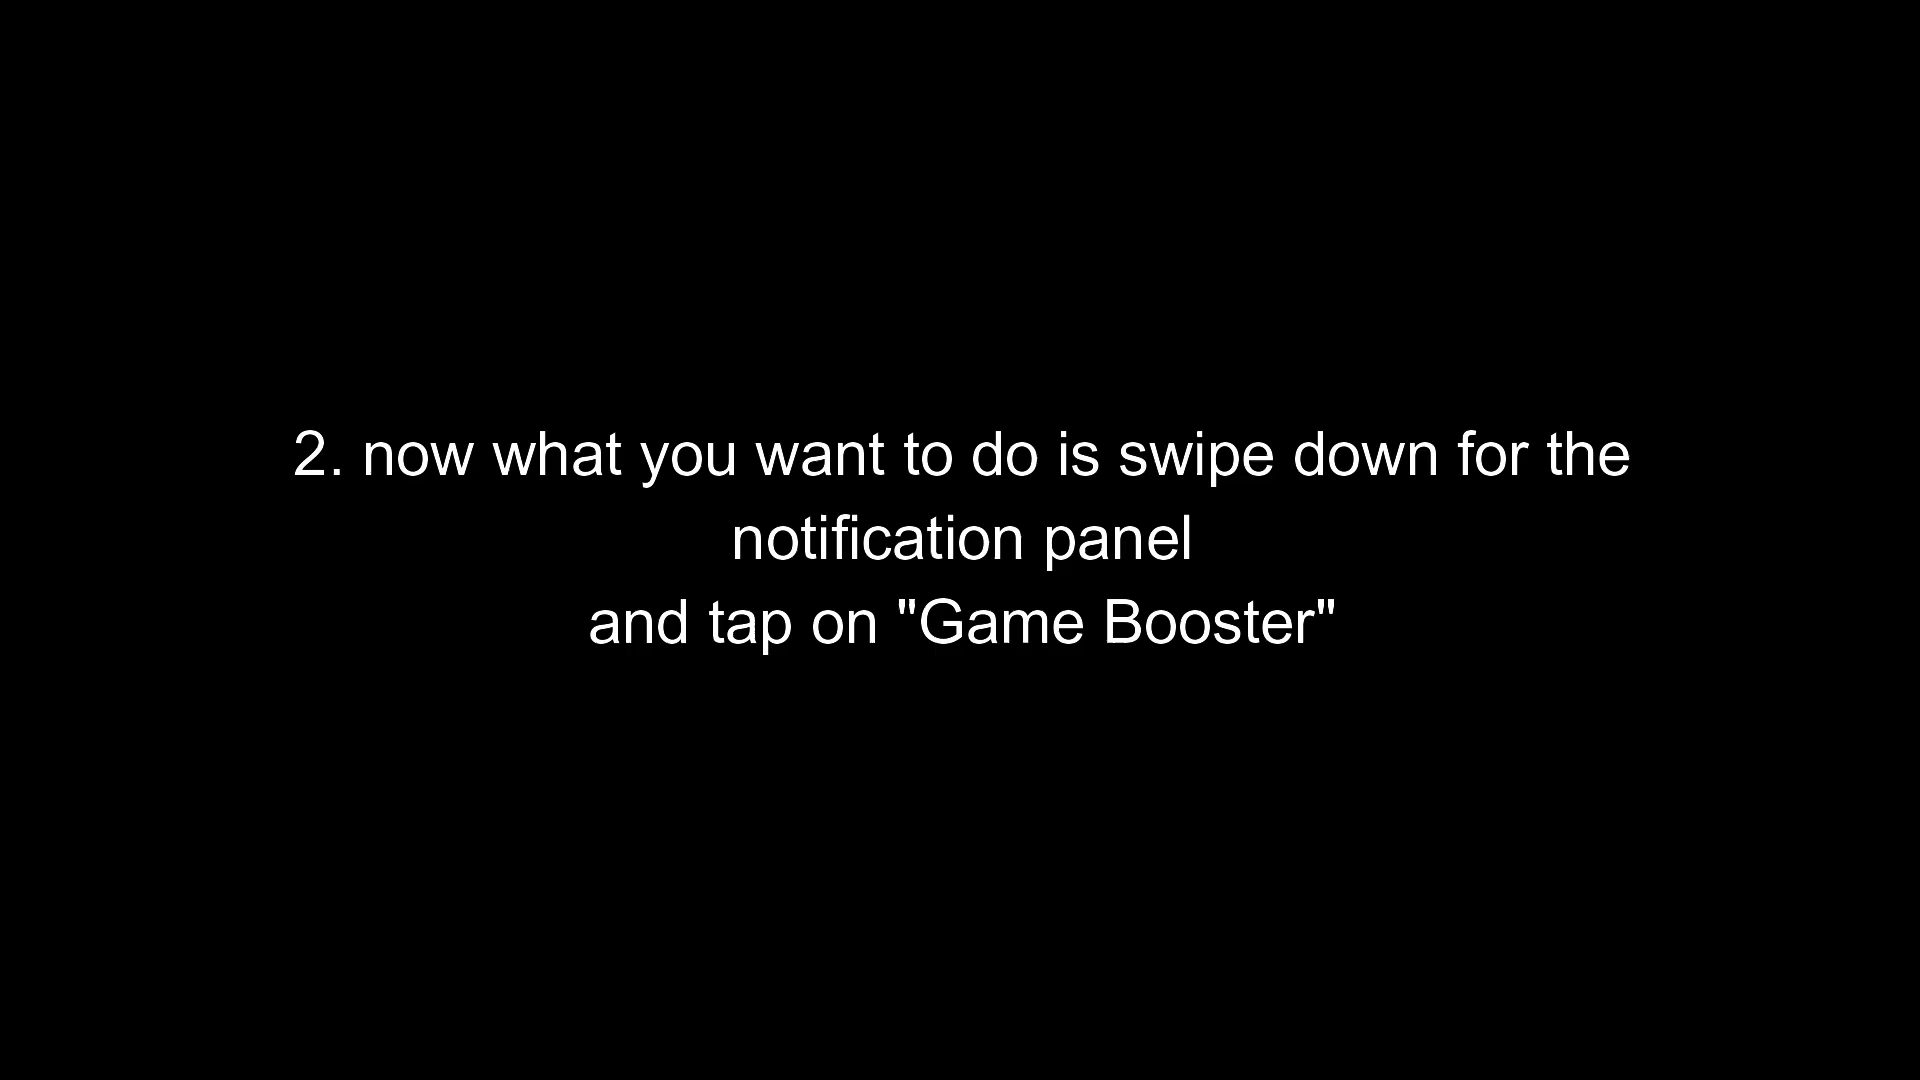 2. now what you want to do is swipe down for the
notification panel
and tap on "Game Booster"